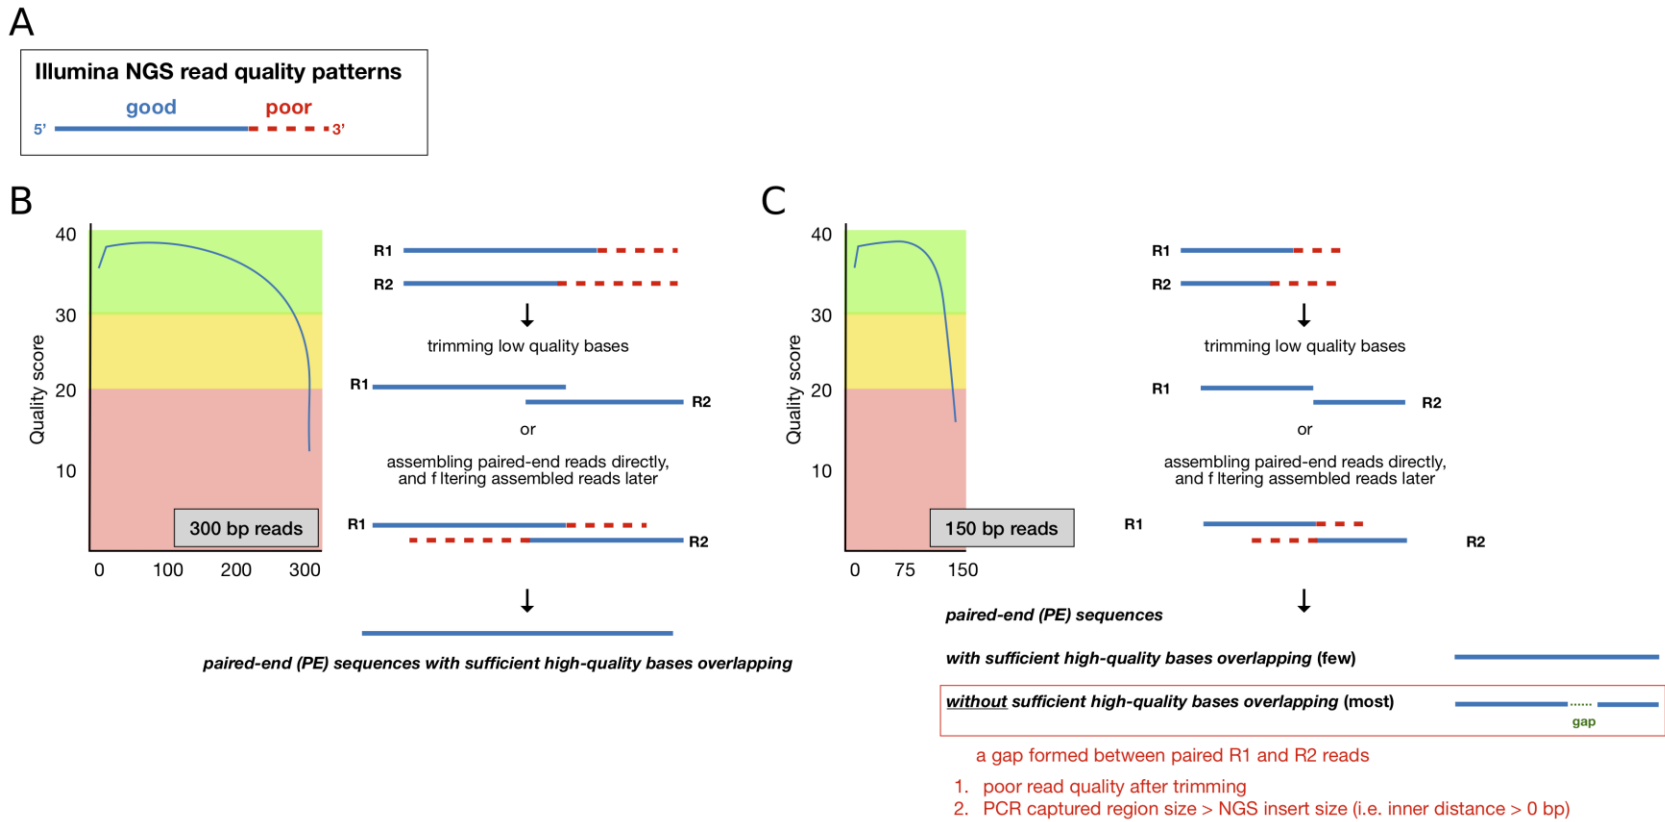 A
Illumina NGS read quality patterns
good poor
5' 3'
B
40
30
20
10
Quality score
0 100 200 300
300 bp reads
R1
R2
trimming low quality bases
R1
R2
or
assembling paired-end reads directly,
and f ltering assembled reads later
R1
R2
paired-end (PE) sequences with sufficient high-quality bases overlapping
C
40
30
20
10
Quality score
0 75 150
150 bp reads
R1
R2
trimming low quality bases
R1
R2
or
assembling paired-end reads directly,
and f ltering assembled reads later
R1
R2
paired-end (PE) sequences
with sufficient high-quality bases overlapping (few)
without sufficient high-quality bases overlapping (most)
gap
a gap formed between paired R1 and R2 reads
1. poor read quality after trimming
2. PCR captured region size > NGS insert size (i.e. inner distance > 0 bp)